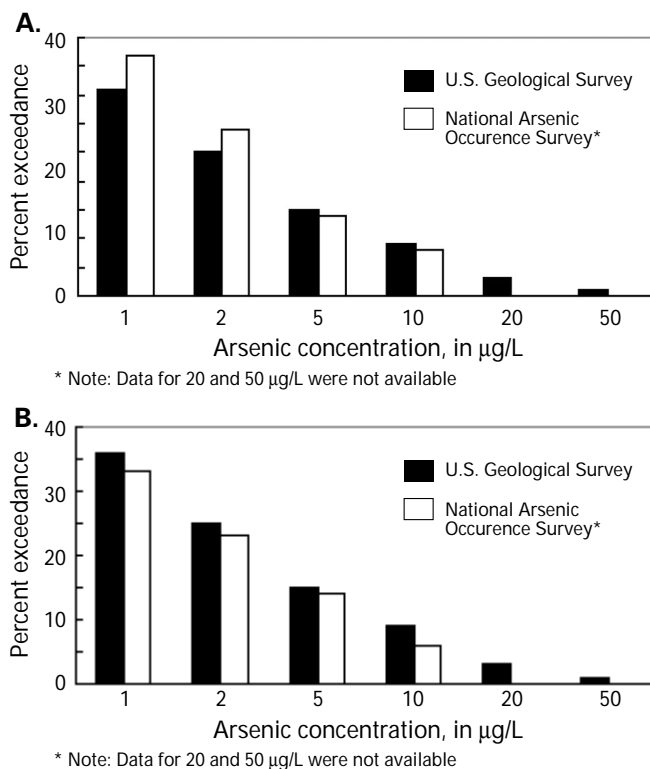 A.
40
30
20
10
0
Percent exceedance
U.S. Geological Survey
National Arsenic
Occurence Survey*
1 2 5 10 20 50
Arsenic concentration, in µg/L
* Note: Data for 20 and 50 µg/L were not available
B.
40
30
20
10
0
Percent exceedance
U.S. Geological Survey
National Arsenic
Occurence Survey*
1 2 5 10 20 50
Arsenic concentration, in µg/L
* Note: Data for 20 and 50 µg/L were not available